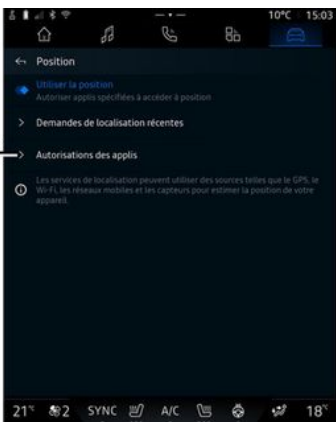 10°C 15:03
Position
Utiliser la position
Autoriser applis spécifiées à accéder à position
Demandes de localisation récentes
Autorisations des applis
Les services de localisation peuvent utiliser des sources telles que le GPS, le
Wi-Fi, les réseaux mobiles et les capteurs pour estimer la position de votre
appareil.
21° 2 SYNC A/C 18°